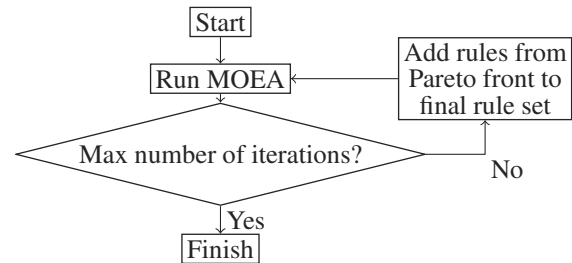 Start
Run MOEA
Add rules from
Pareto front to
final rule set
Max number of iterations?
No
Yes
Finish